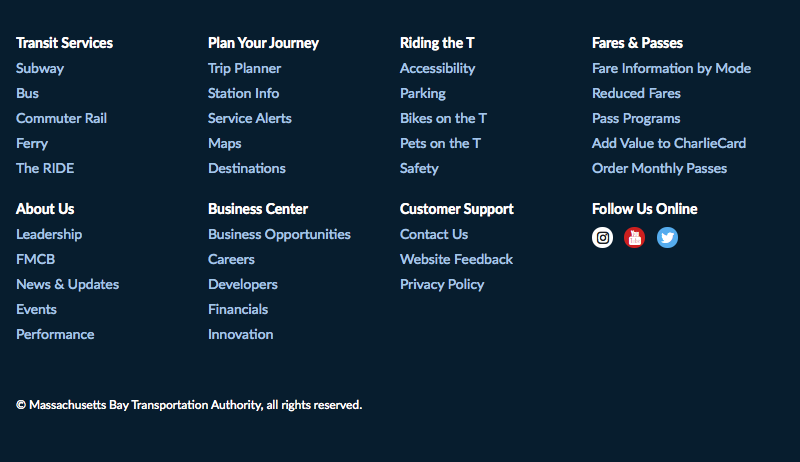 Transit Services
Subway
Bus
Commuter Rail
Ferry
The RIDE
Plan Your Journey
Trip Planner
Station Info
Service Alerts
Maps
Destinations
Riding the T
Accessibility
Parking
Bikes on the T
Pets on the T
Safety
Fares & Passes
Fare Information by Mode
Reduced Fares
Pass Programs
Add Value to CharlieCard
Order Monthly Passes
About Us
Leadership
FMCB
News & Updates
Events
Performance
Business Center
Business Opportunities
Careers
Developers
Financials
Innovation
Customer Support
Contact Us
Website Feedback
Privacy Policy
Follow Us Online
© Massachusetts Bay Transportation Authority, all rights reserved.